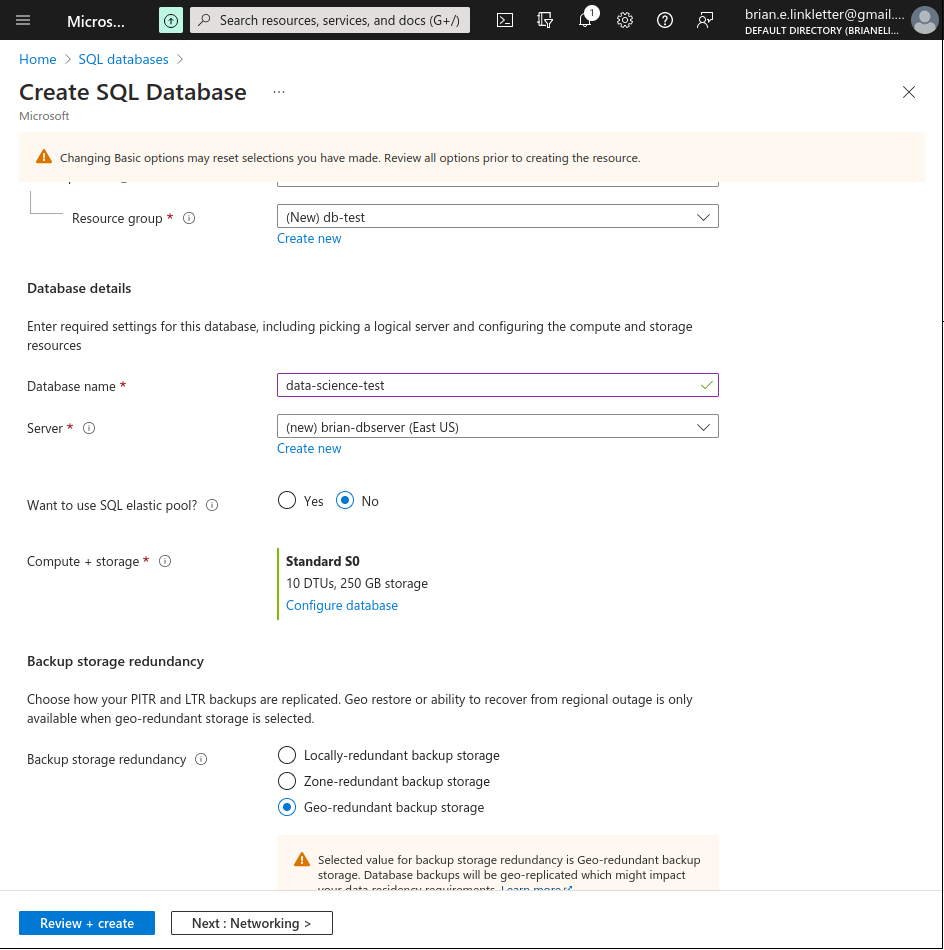 Micros...
Search resources, services, and docs (G+/)
1
brian.e.linkletter@gmail....
DEFAULT DIRECTORY (BRIANELI...
Home > SQL databases >
Create SQL Database ...
Microsoft
Changing Basic options may reset selections you have made. Review all options prior to creating the resource.
Resource group *
(New) db-test
Create new
Database details
Enter required settings for this database, including picking a logical server and configuring the compute and storage
resources
Database name *
data-science-test
Server *
(new) brian-dbserver (East US)
Create new
Want to use SQL elastic pool?
Yes
No
Compute + storage *
Standard S0
10 DTUs, 250 GB storage
Configure database
Backup storage redundancy
Choose how your PITR and LTR backups are replicated. Geo restore or ability to recover from regional outage is only
available when geo-redundant storage is selected.
Backup storage redundancy
Locally-redundant backup storage
Zone-redundant backup storage
Geo-redundant backup storage
Selected value for backup storage redundancy is Geo-redundant backup
storage. Database backups will be geo-replicated which might impact
your data residency requirements. Learn more
Review + create
Next : Networking >